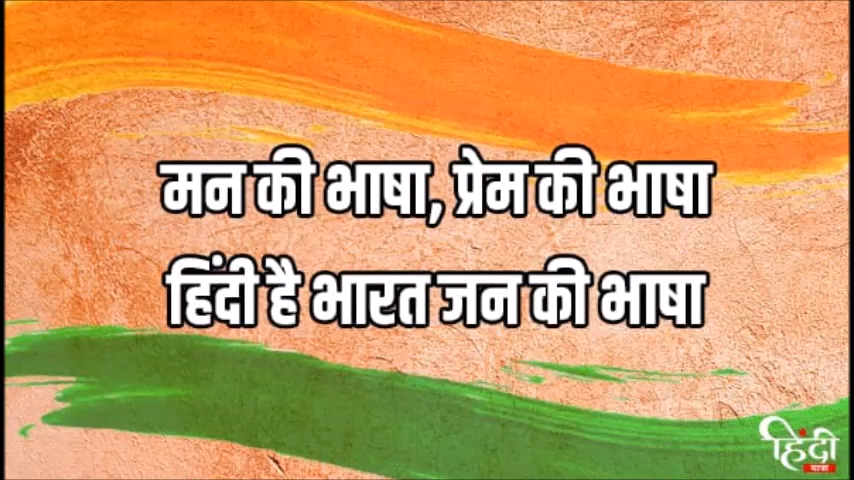 मन की भाषा, प्रेम की भाषा
हिंदी है भारत जन की भाषा
हिंदी
यात्रा